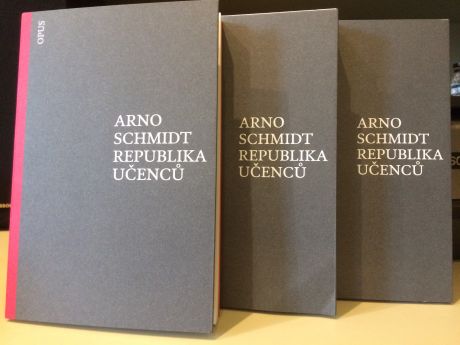 OPUS
ARNO
SCHMIDT
REPUBLIKA
UČENCŮ
ARNO
SCHMIDT
REPUBLIKA
UČENCŮ
ARNO
SCHMIDT
REPUBLIKA
UČENCŮ